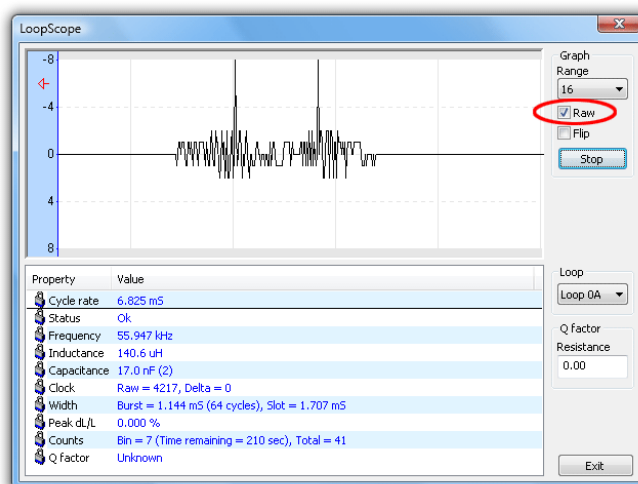 LoopScope
-8
-4
0
4
8
Graph
Range
16
Raw
Flip
Stop
Property Value
Cycle rate 6.825 mS
Status Ok
Frequency 55.947 kHz
Inductance 140.6 uH
Capacitance 17.0 nF (2)
Clock Raw = 4217, Delta = 0
Width Burst = 1.144 mS (64 cycles), Slot = 1.707 mS
Peak dL/L 0.000 %
Counts Bin = 7 (Time remaining = 210 sec), Total = 41
Q factor Unknown
Loop
Loop 0A
Q factor
Resistance
0.00
Exit